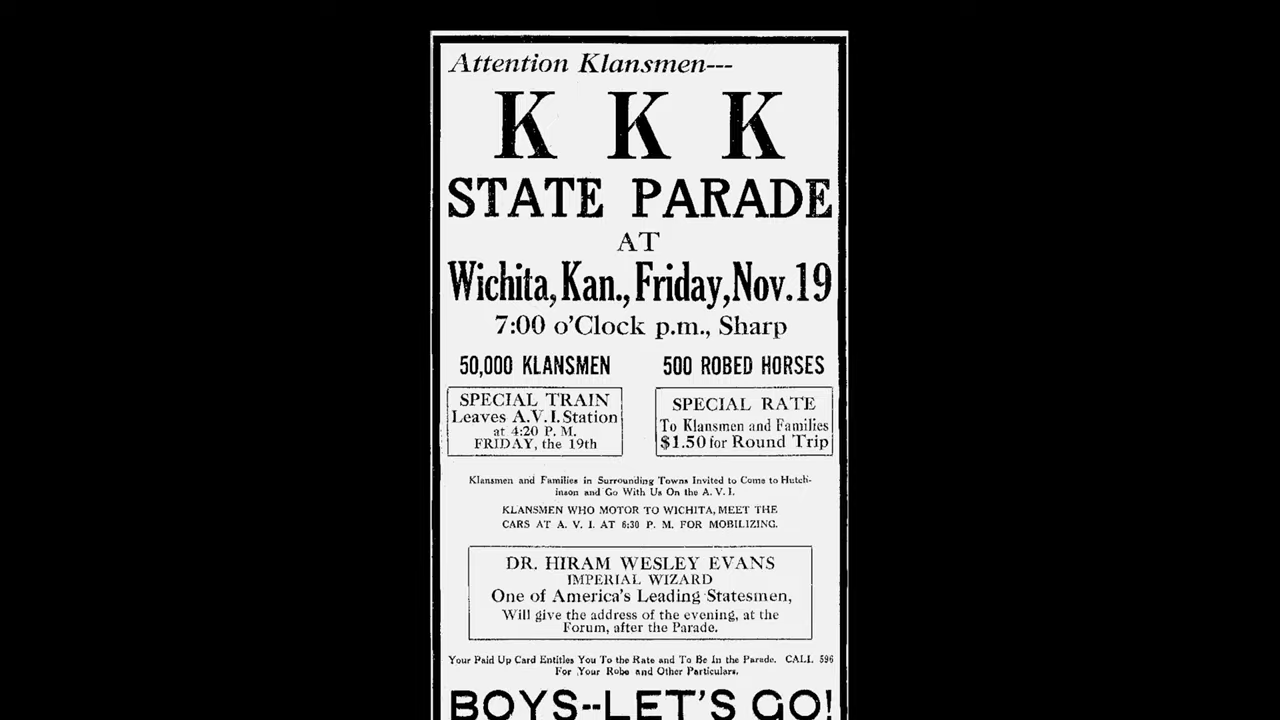 Attention Klansmen---
K K K
STATE PARADE
AT
Wichita, Kan., Friday, Nov. 19
7:00 o'Clock p.m., Sharp
50,000 KLANSMEN
500 ROBED HORSES
SPECIAL TRAIN
Leaves A.V.I. Station
at 4:20 P. M.
FRIDAY, the 19th
SPECIAL RATE
To Klansmen and Families
$1.50 for Round Trip
Klansmen and Families in Surrounding Towns Invited to Come to Hutch-
inson and Go With Us On the A. V. I.
KLANSMEN WHO MOTOR TO WICHITA, MEET THE
CARS AT A. V. I. AT 6:30 P. M. FOR MOBILIZING.
DR. HIRAM WESLEY EVANS
IMPERIAL WIZARD
One of America's Leading Statesmen,
Will give the address of the evening, at the
Forum, after the Parade.
Your Paid Up Card Entitles You To the Rate and To Be In the Parade. CALL 596
For Your Robe and Other Particulars.
BOYS--LET'S GO!